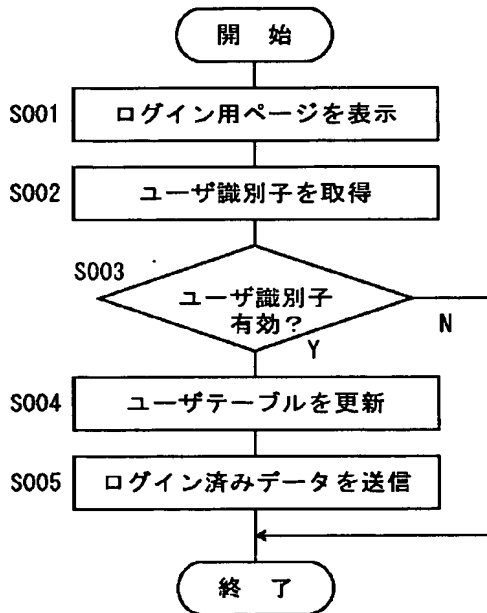 開 始
S001 ログイン用ページを表示
S002 ユーザ識別子を取得
S003
ユーザ識別子
有効?
N
Y
S004 ユーザテーブルを更新
S005 ログイン済みデータを送信
終 了